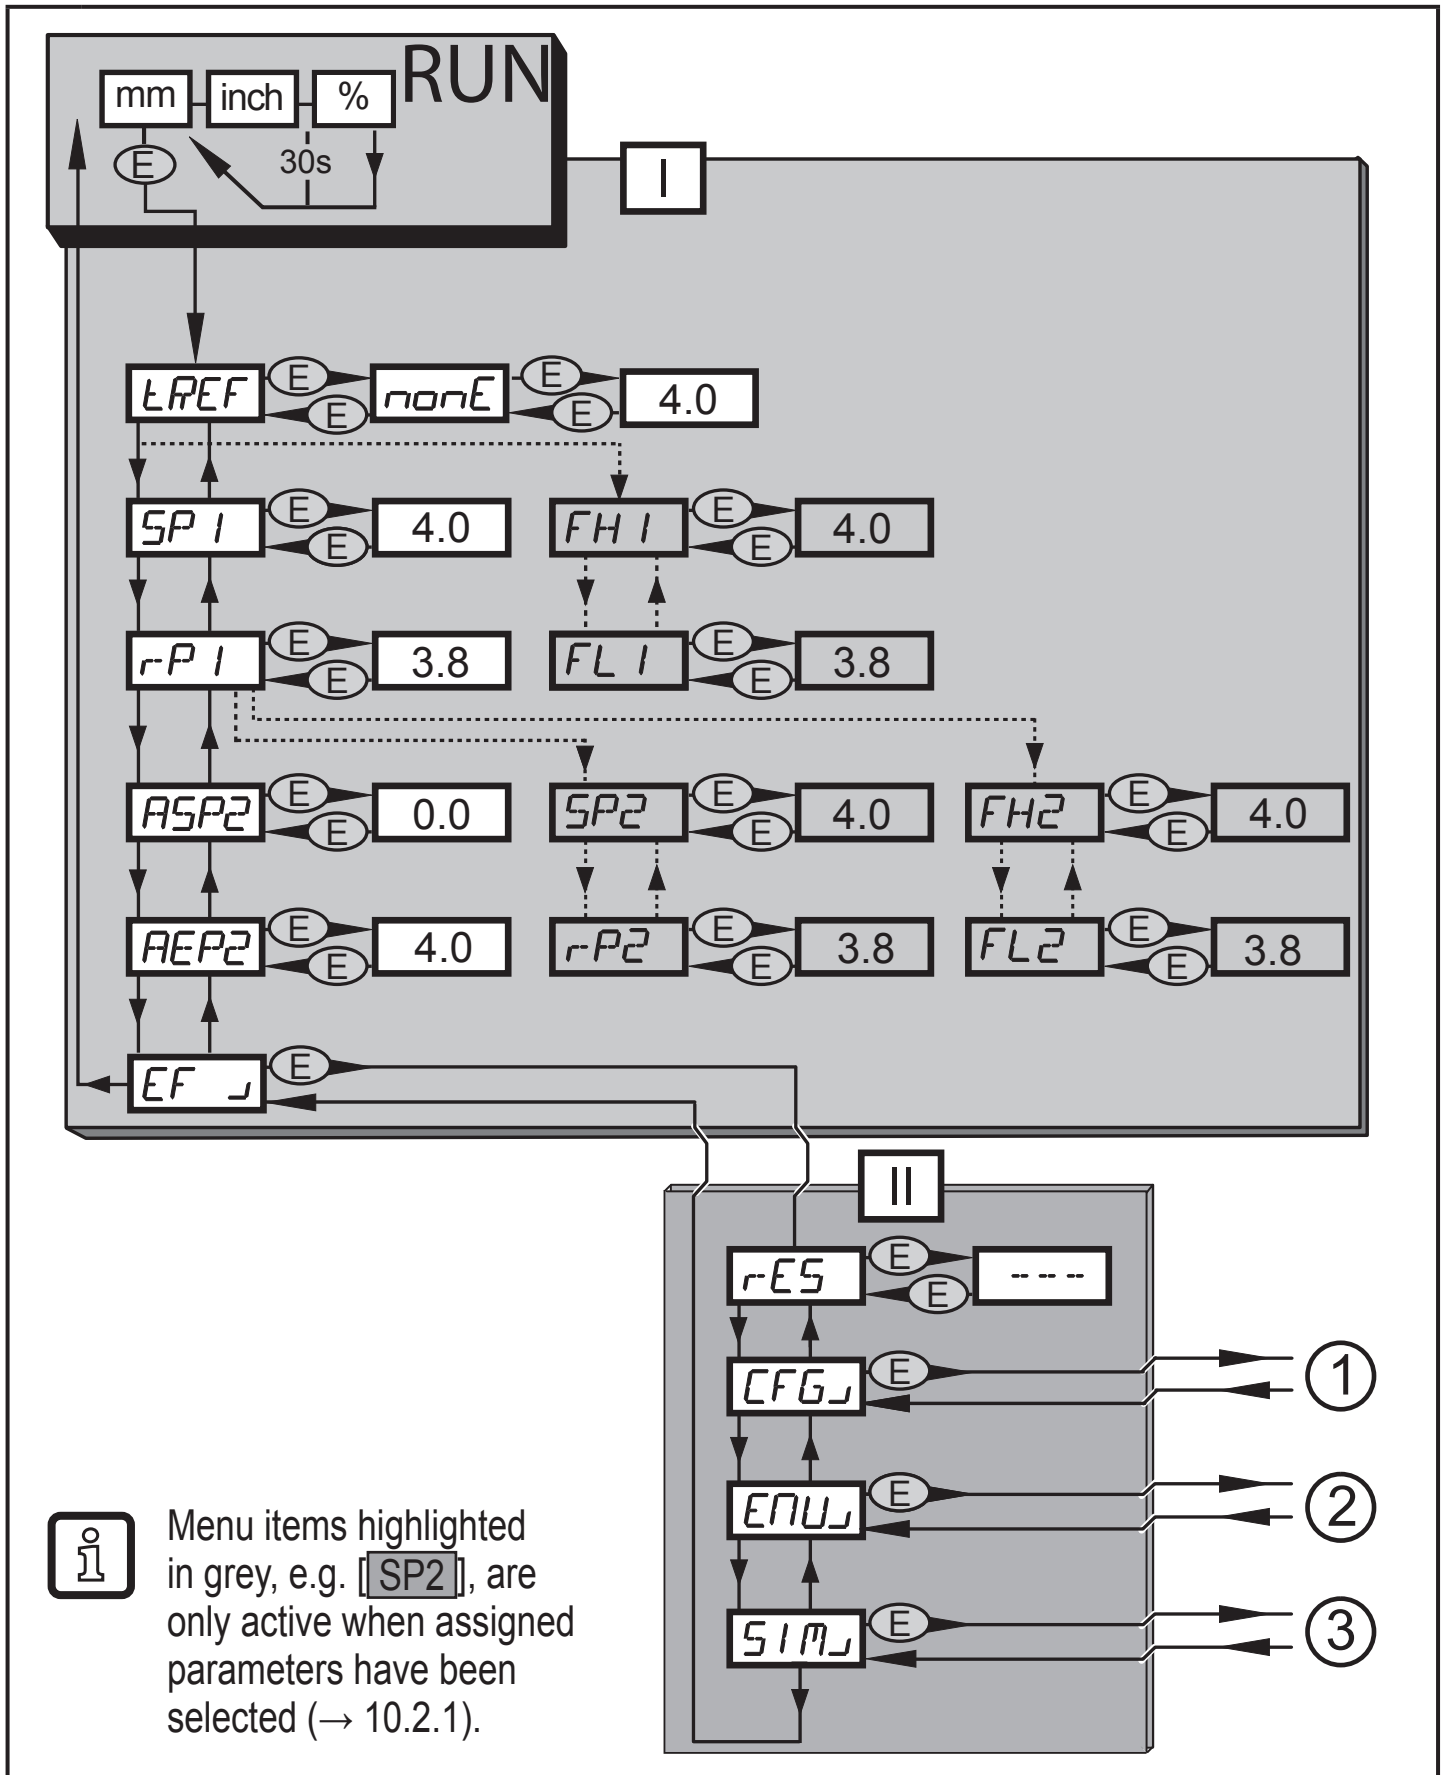 RUN
mm inch %
E 30s
I
tREF E E nonE E E 4.0
SP1 E E 4.0 FH1 E E 4.0
rP1 E E 3.8 FL1 E E 3.8
ASP2 E E 0.0 SP2 E E 4.0 FH2 E E 4.0
AEP2 E E 4.0 rP2 E E 3.8 FL2 E E 3.8
EF ↵ E
II
rES E E ---
CFG↵ E 1
ENU↵ E 2
SIM↵ E 3
i
Menu items highlighted
in grey, e.g. [SP2], are
only active when assigned
parameters have been
selected (→ 10.2.1).